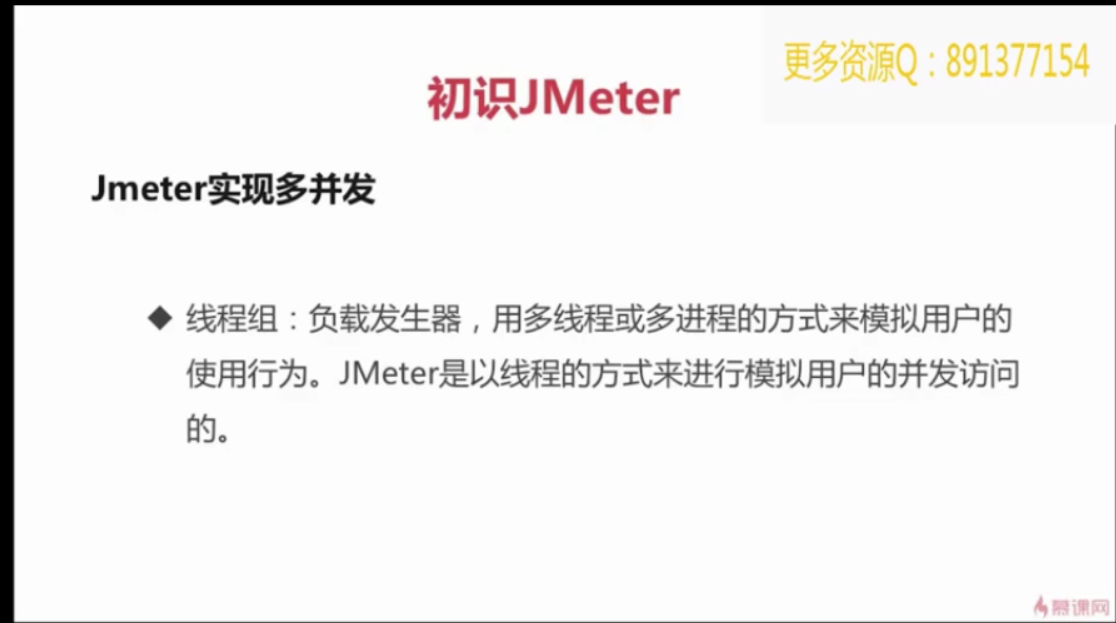 更多资源Q：891377154
初识JMeter
Jmeter实现多并发
◆ 线程组：负载发生器，用多线程或多进程的方式来模拟用户的
使用行为。JMeter是以线程的方式来进行模拟用户的并发访问
的。
慕课网